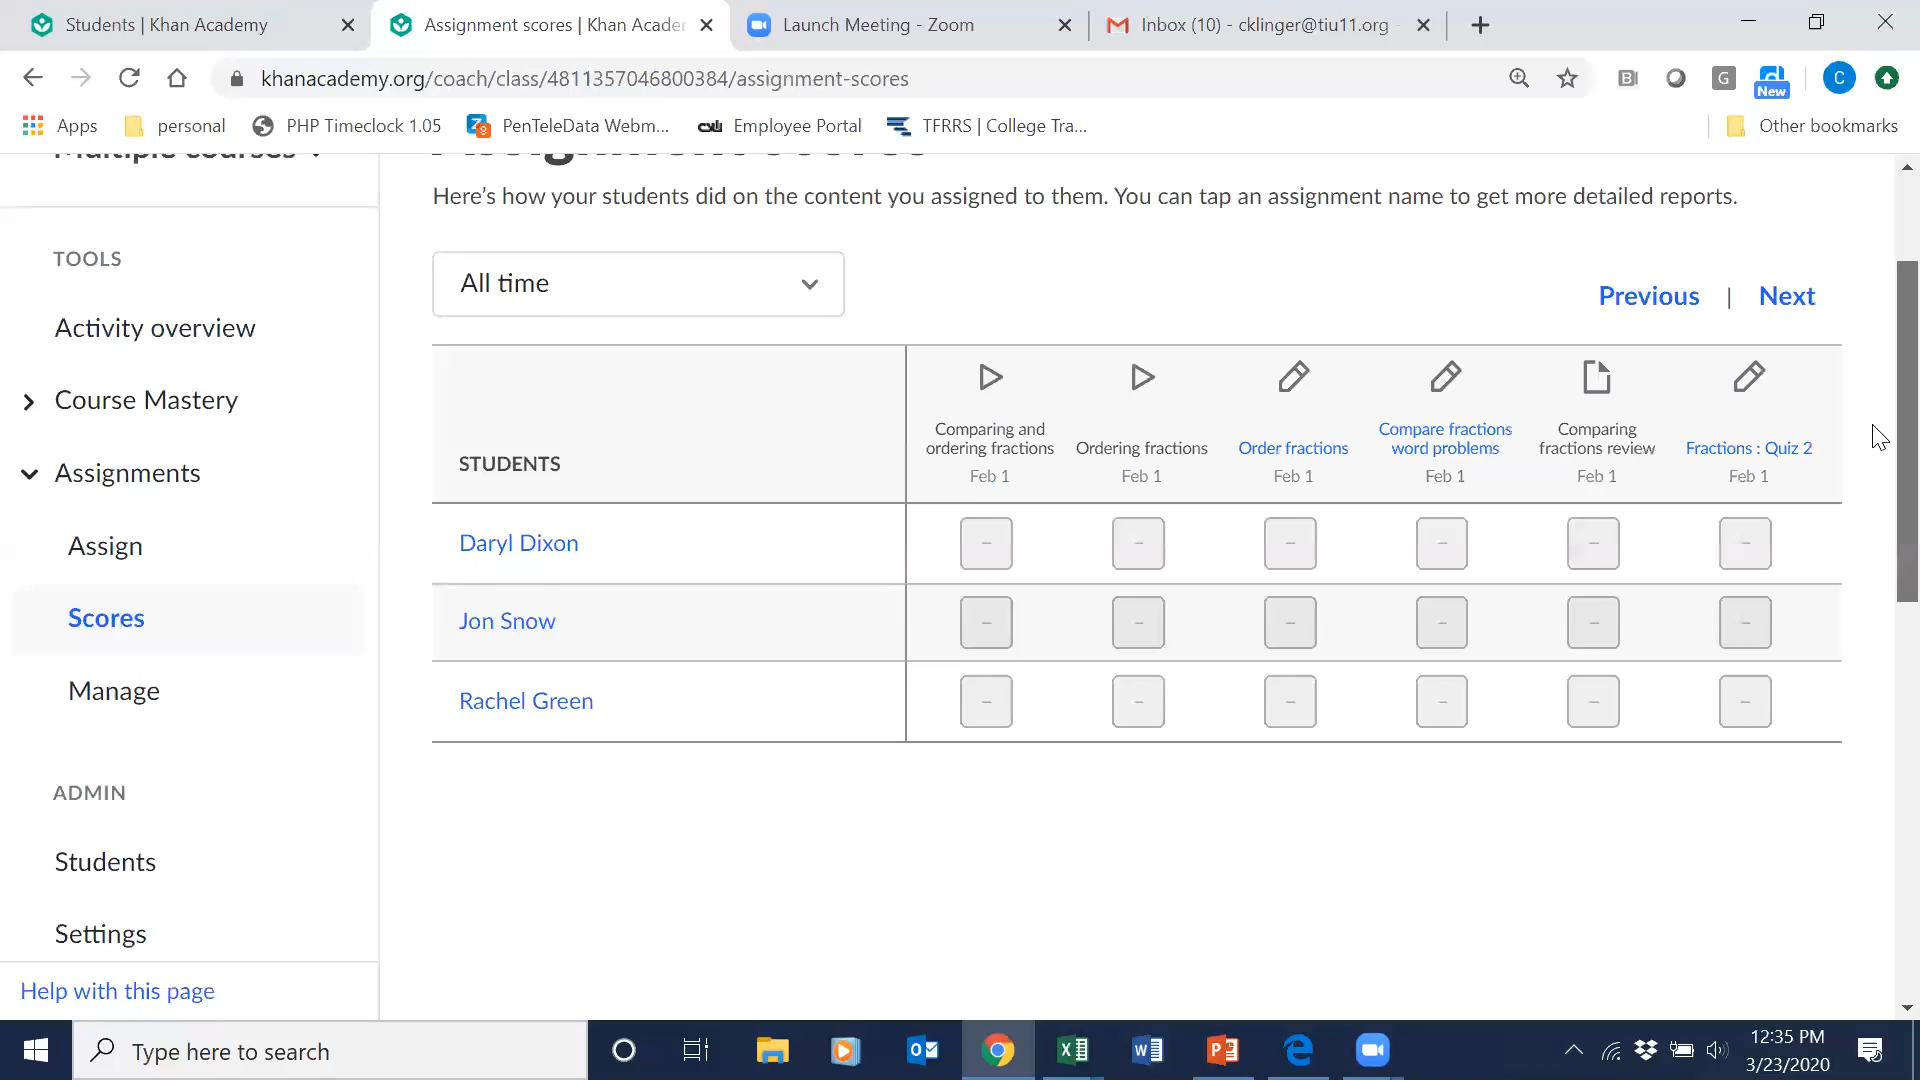 Students | Khan Academy
Assignment scores | Khan Acader
Launch Meeting - Zoom
Inbox (10) - cklinger@tiu11.org -
khanacademy.org/coach/class/4811357046800384/assignment-scores
B
G
New
C
Apps
personal
PHP Timeclock 1.05
PenTeleData Webm...
Employee Portal
TFRRS | College Tra...
Other bookmarks
Multiple courses
Assignment scores
Here's how your students did on the content you assigned to them. You can tap an assignment name to get more detailed reports.
TOOLS
Activity overview
Course Mastery
Assignments
Assign
Scores
Manage
ADMIN
Students
Settings
Help with this page
All time
Previous | Next
STUDENTS
Comparing and
ordering fractions
Feb 1
Ordering fractions
Feb 1
Order fractions
Feb 1
Compare fractions
word problems
Feb 1
Comparing
fractions review
Feb 1
Fractions : Quiz 2
Feb 1
Daryl Dixon
– – – – – –
Jon Snow
– – – – – –
Rachel Green
– – – – – –
Type here to search
12:35 PM
3/23/2020